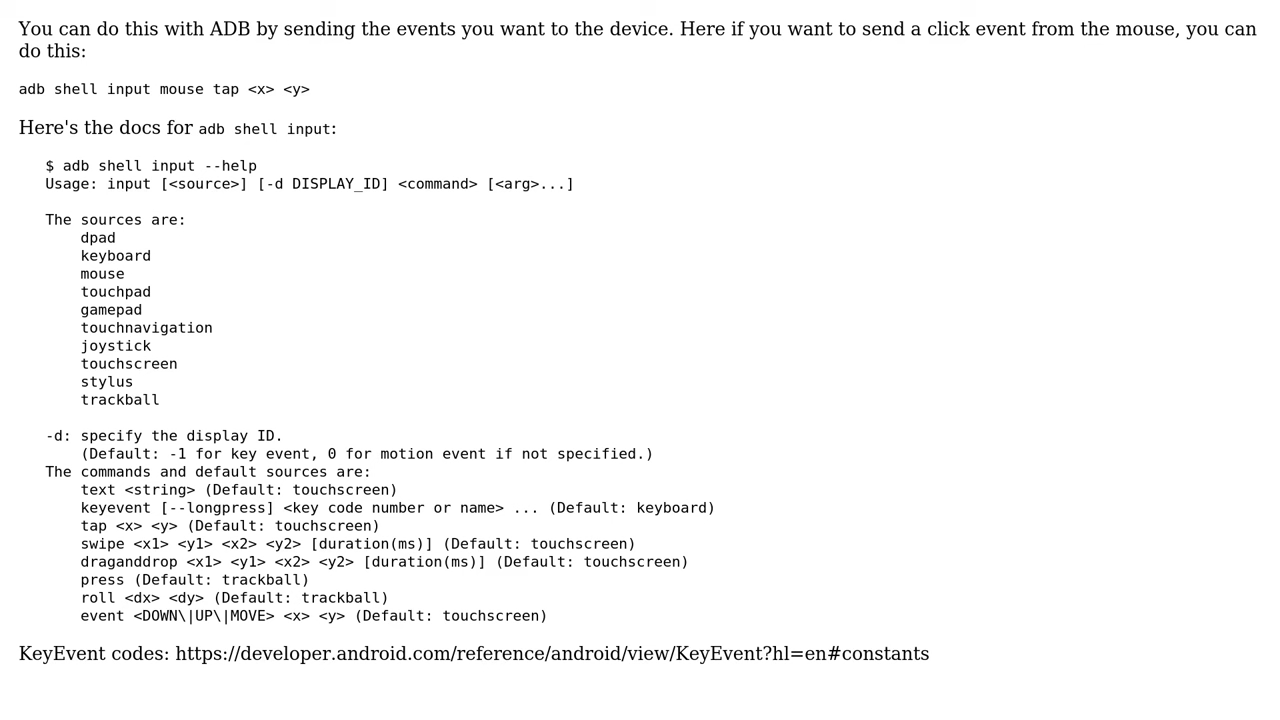 You can do this with ADB by sending the events you want to the device. Here if you want to send a click event from the mouse, you can
do this:
adb shell input mouse tap <x> <y>
Here's the docs for adb shell input:
$ adb shell input --help
Usage: input [<source>] [-d DISPLAY_ID] <command> [<arg>...]
The sources are:
dpad
keyboard
mouse
touchpad
gamepad
touchnavigation
joystick
touchscreen
stylus
trackball
-d: specify the display ID.
(Default: -1 for key event, 0 for motion event if not specified.)
The commands and default sources are:
text <string> (Default: touchscreen)
keyevent [--longpress] <key code number or name> ... (Default: keyboard)
tap <x> <y> (Default: touchscreen)
swipe <x1> <y1> <x2> <y2> [duration(ms)] (Default: touchscreen)
draganddrop <x1> <y1> <x2> <y2> [duration(ms)] (Default: touchscreen)
press (Default: trackball)
roll <dx> <dy> (Default: trackball)
event <DOWN\|UP\|MOVE> <x> <y> (Default: touchscreen)
KeyEvent codes: https://developer.android.com/reference/android/view/KeyEvent?hl=en#constants